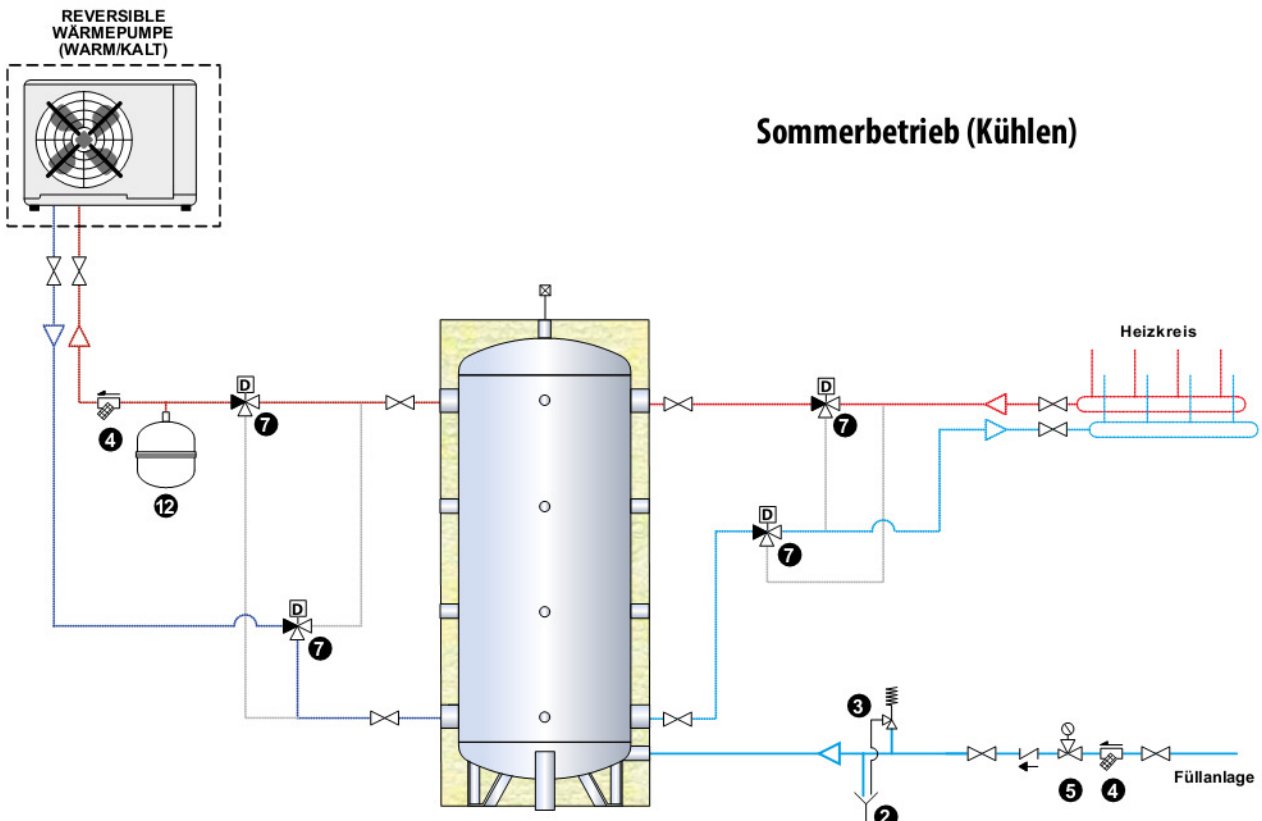 REVERSIBLE
WÄRMEPUMPE
(WARM/KALT)
Sommerbetrieb (Kühlen)
Heizkreis
D
D
4
7
7
12
D
7
D
7
3
5
4
Füllanlage
2